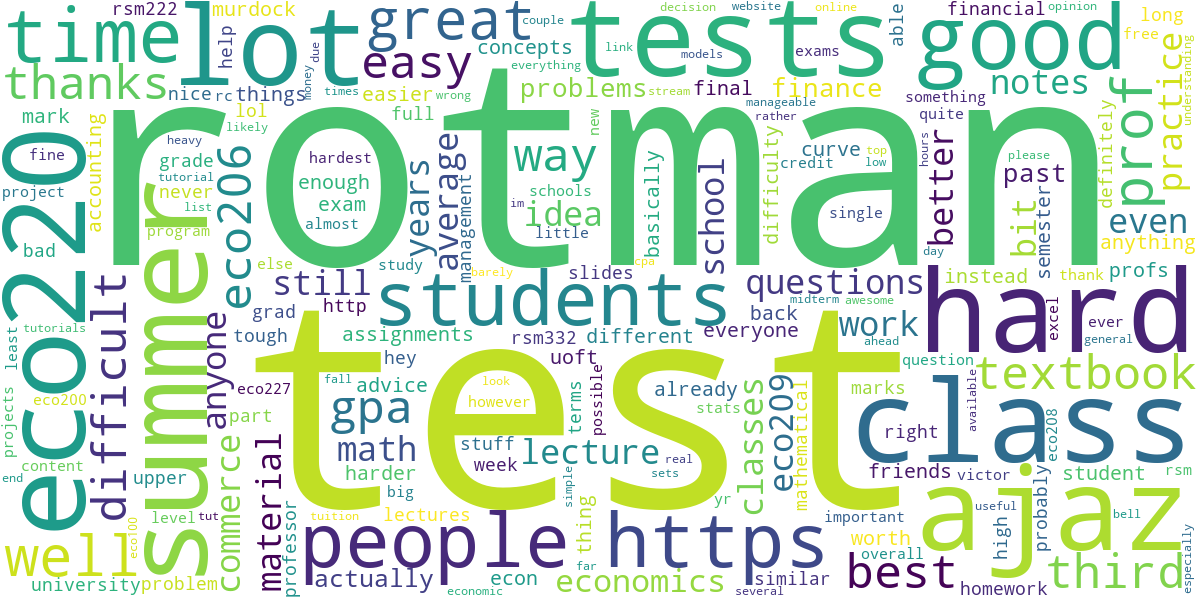 rsm222
murdock
time
lot
great
tests
couple
decision
website
online
financial
opinion
long
free
able
good
help
due
concepts
link
everything
models
exams
easy
thanks
nice
rc
things
money
times
easier
wrong
problems
stream
final
manageable
finance
notes
something
quite
prof
practice
understanding
mark
accounting
lol
likely
full
rather
new
rotman
eco220
fine
heavy
eco206
grade
tutorial
project
never
list
program
bad
summer
hardest
enough
exam
almost
years
average
management
way
schools
idea
im
little
basically
school
difficulty
curve
credit
top
low
single
hours
day
better
past
please
bit
semester
definitely
even
anything
else
study
barely
slides
cpa
still
http
students
questions
midterm
awesome
back
instead
thank
profs
difficult
anyone
grad
tough
assignments
rsm332
different
everyone
work
ahead
hard
excel
ever
general
least
tutorials
hey
uoft
test
question
textbook
eco227
fall
advice
look
however
terms
possible
already
stats
marks
class
available
eco208
projects
eco200
part
gpa
math
stuff
lecture
classes
eco209
mathematical
right
friends
victor
probably
student
rsm
content
end
upper
commerce
material
harder
week
real
sets
big
simple
yr
ajaz
level
tut
eco100
professor
tuition
lectures
people
thing
https
important
useful
high
bell
especially
well
worth
overall
university
problem
actually
economic
econ
far
economics
several
similar
best
homework
third